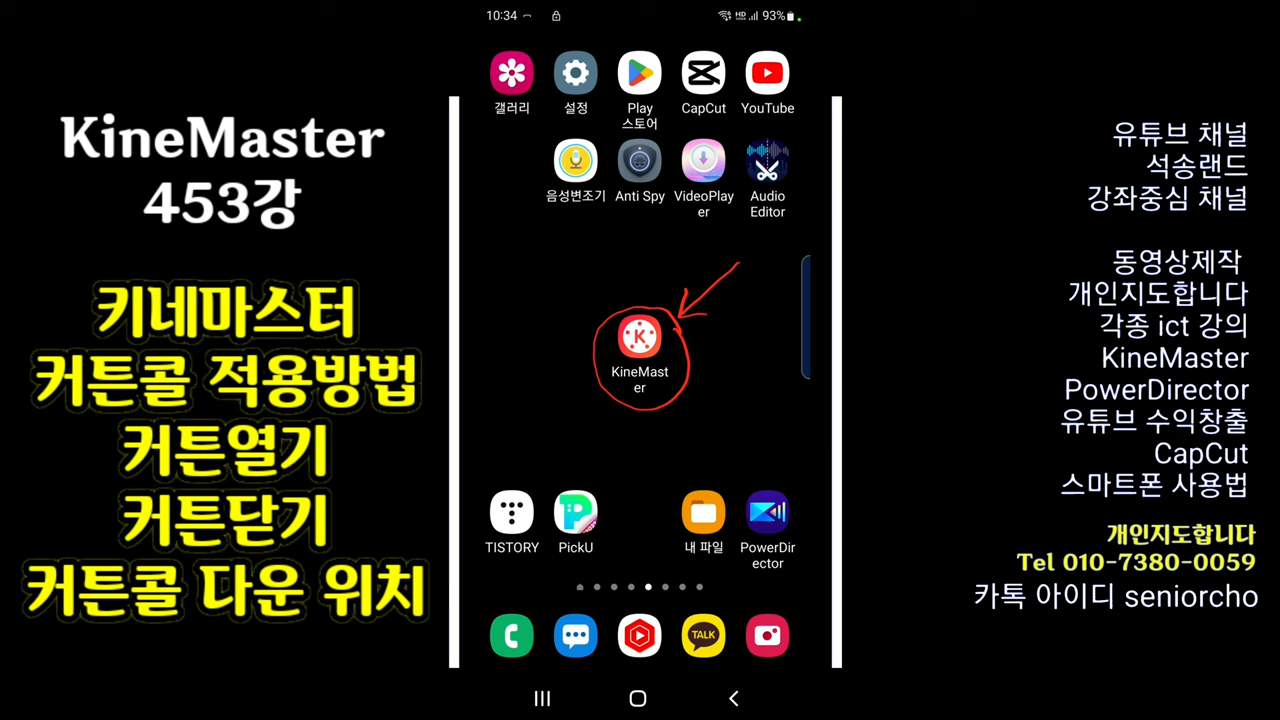 KineMaster
453강
키네마스터
커튼콜 적용방법
커튼열기
커튼닫기
커튼콜 다운 위치
10:34
HD
93%
갤러리
설정
Play
스토어
CapCut
YouTube
음성변조기
Anti Spy
VideoPlay
er
Audio
Editor
K
KineMast
er
TISTORY
PickU
내 파일
PowerDir
ector
TALK
유튜브 채널
석송랜드
강좌중심 채널
동영상제작
개인지도합니다
각종 ict 강의
KineMaster
PowerDirector
유튜브 수익창출
CapCut
스마트폰 사용법
개인지도합니다
Tel 010-7380-0059
카톡 아이디 seniorcho